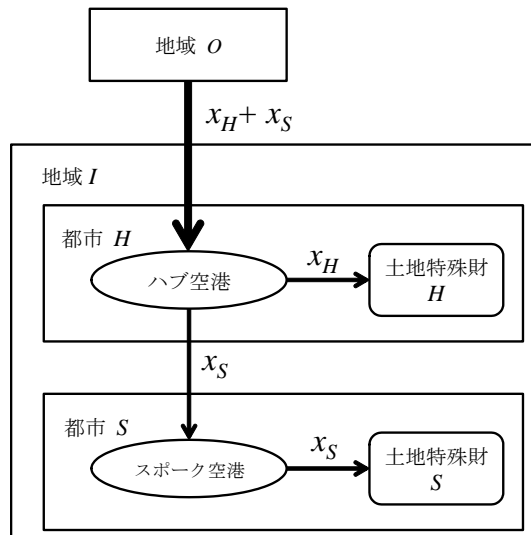 地域 O
x_H + x_S
地域 I
都市 H
ハブ空港
x_H
土地特殊財
H
x_S
都市 S
スポーク空港
x_S
土地特殊財
S